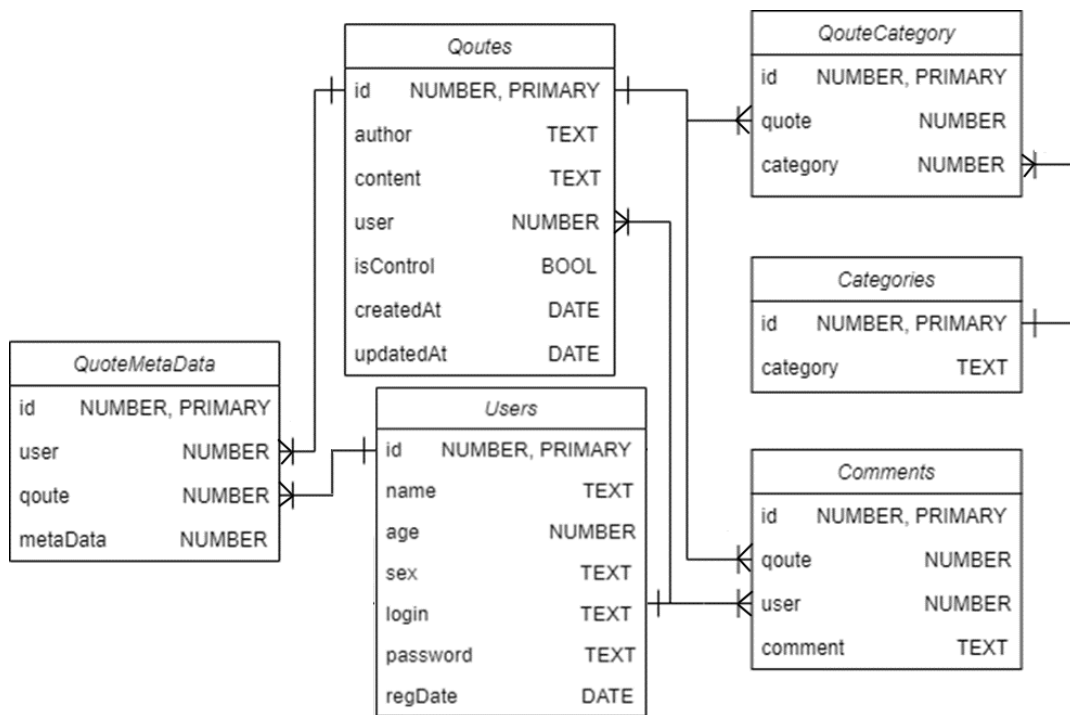 Qoutes
id NUMBER, PRIMARY
author TEXT
content TEXT
user NUMBER
isControl BOOL
createdAt DATE
updatedAt DATE
QouteCategory
id NUMBER, PRIMARY
quote NUMBER
category NUMBER
Categories
id NUMBER, PRIMARY
category TEXT
QuoteMetaData
id NUMBER, PRIMARY
user NUMBER
qoute NUMBER
metaData NUMBER
Users
id NUMBER, PRIMARY
name TEXT
age NUMBER
sex TEXT
login TEXT
password TEXT
regDate DATE
Comments
id NUMBER, PRIMARY
qoute NUMBER
user NUMBER
comment TEXT